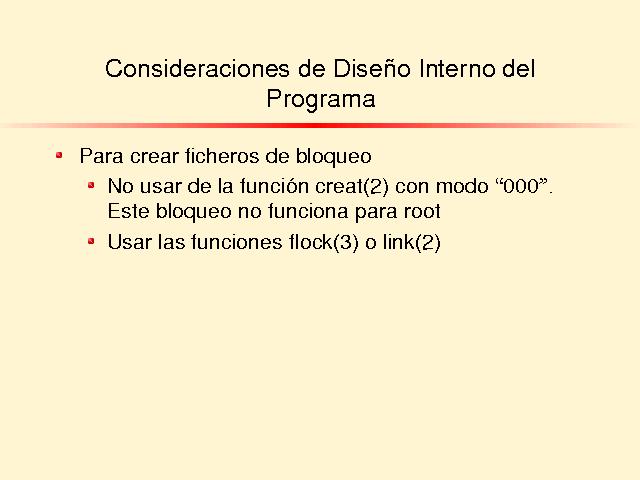 Consideraciones de Diseño Interno del
Programa
Para crear ficheros de bloqueo
No usar de la función creat(2) con modo “000”.
Este bloqueo no funciona para root
Usar las funciones flock(3) o link(2)